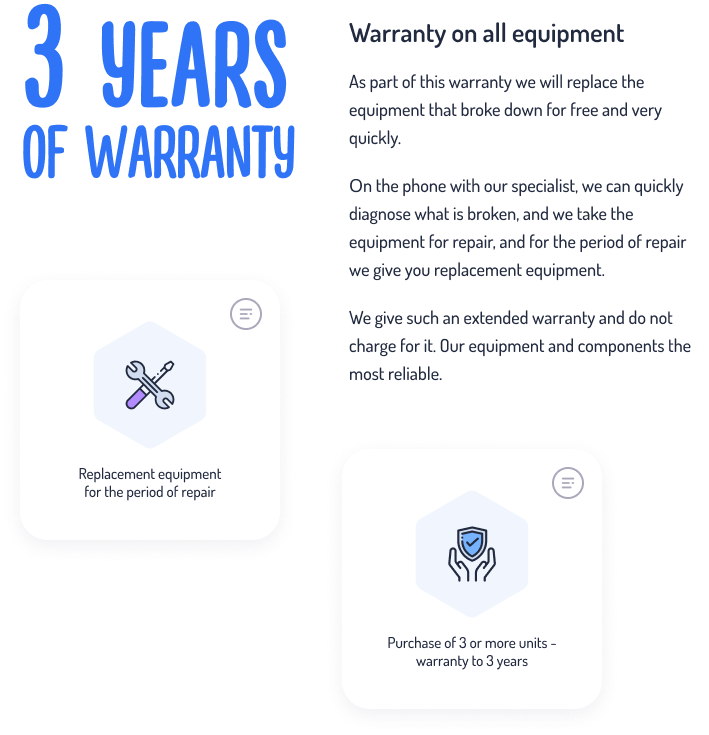 3 YEARS
OF WARRANTY
Warranty on all equipment
As part of this warranty we will replace the
equipment that broke down for free and very
quickly.
On the phone with our specialist, we can quickly
diagnose what is broken, and we take the
equipment for repair, and for the period of repair
we give you replacement equipment.
We give such an extended warranty and do not
charge for it. Our equipment and components the
most reliable.
Replacement equipment
for the period of repair
Purchase of 3 or more units –
warranty to 3 years